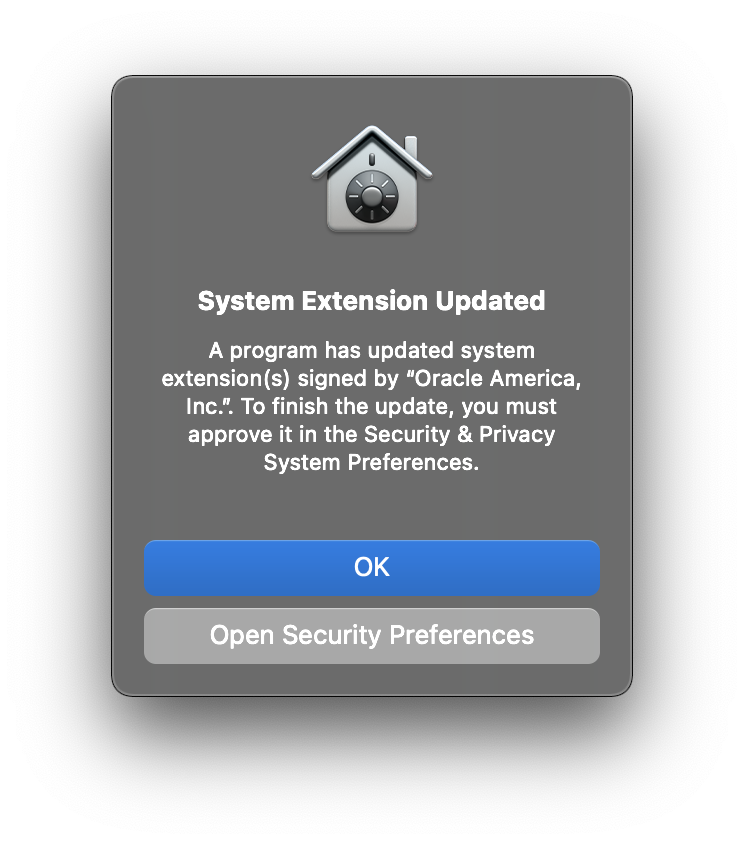 System Extension Updated
A program has updated system
extension(s) signed by “Oracle America,
Inc.”. To finish the update, you must
approve it in the Security & Privacy
System Preferences.
OK
Open Security Preferences